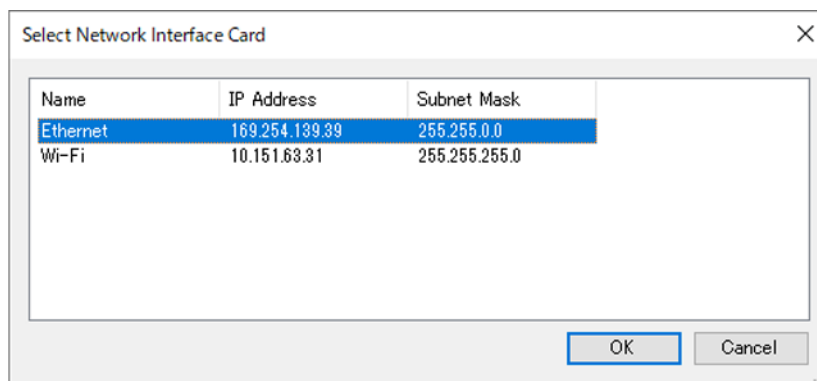 Select Network Interface Card
Name IP Address Subnet Mask
Ethernet 169.254.139.39 255.255.0.0
Wi-Fi 10.151.63.31 255.255.255.0
OK Cancel